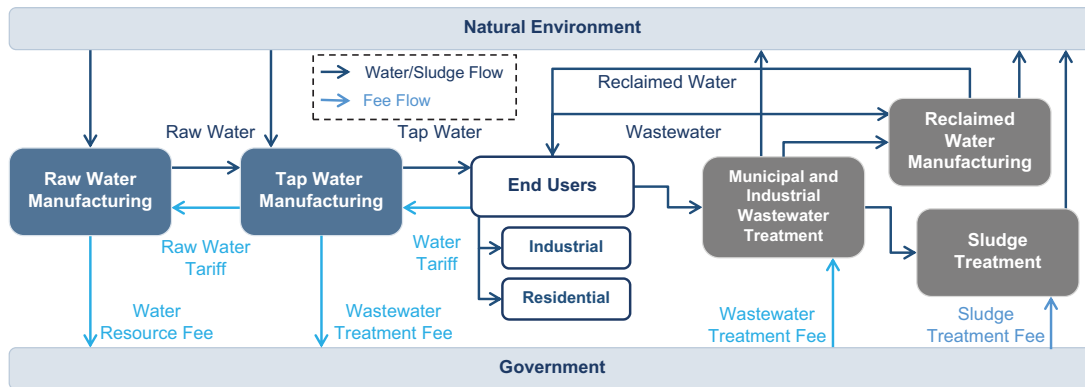 Natural Environment
Water/Sludge Flow
Fee Flow
Reclaimed Water
Raw Water
Tap Water
Wastewater
Reclaimed
Water
Manufacturing
Raw Water
Manufacturing
Tap Water
Manufacturing
End Users
Municipal and
Industrial
Wastewater
Treatment
Raw Water
Tariff
Water
Tariff
Industrial
Residential
Sludge
Treatment
Water
Resource Fee
Wastewater
Treatment Fee
Wastewater
Treatment Fee
Sludge
Treatment Fee
Government